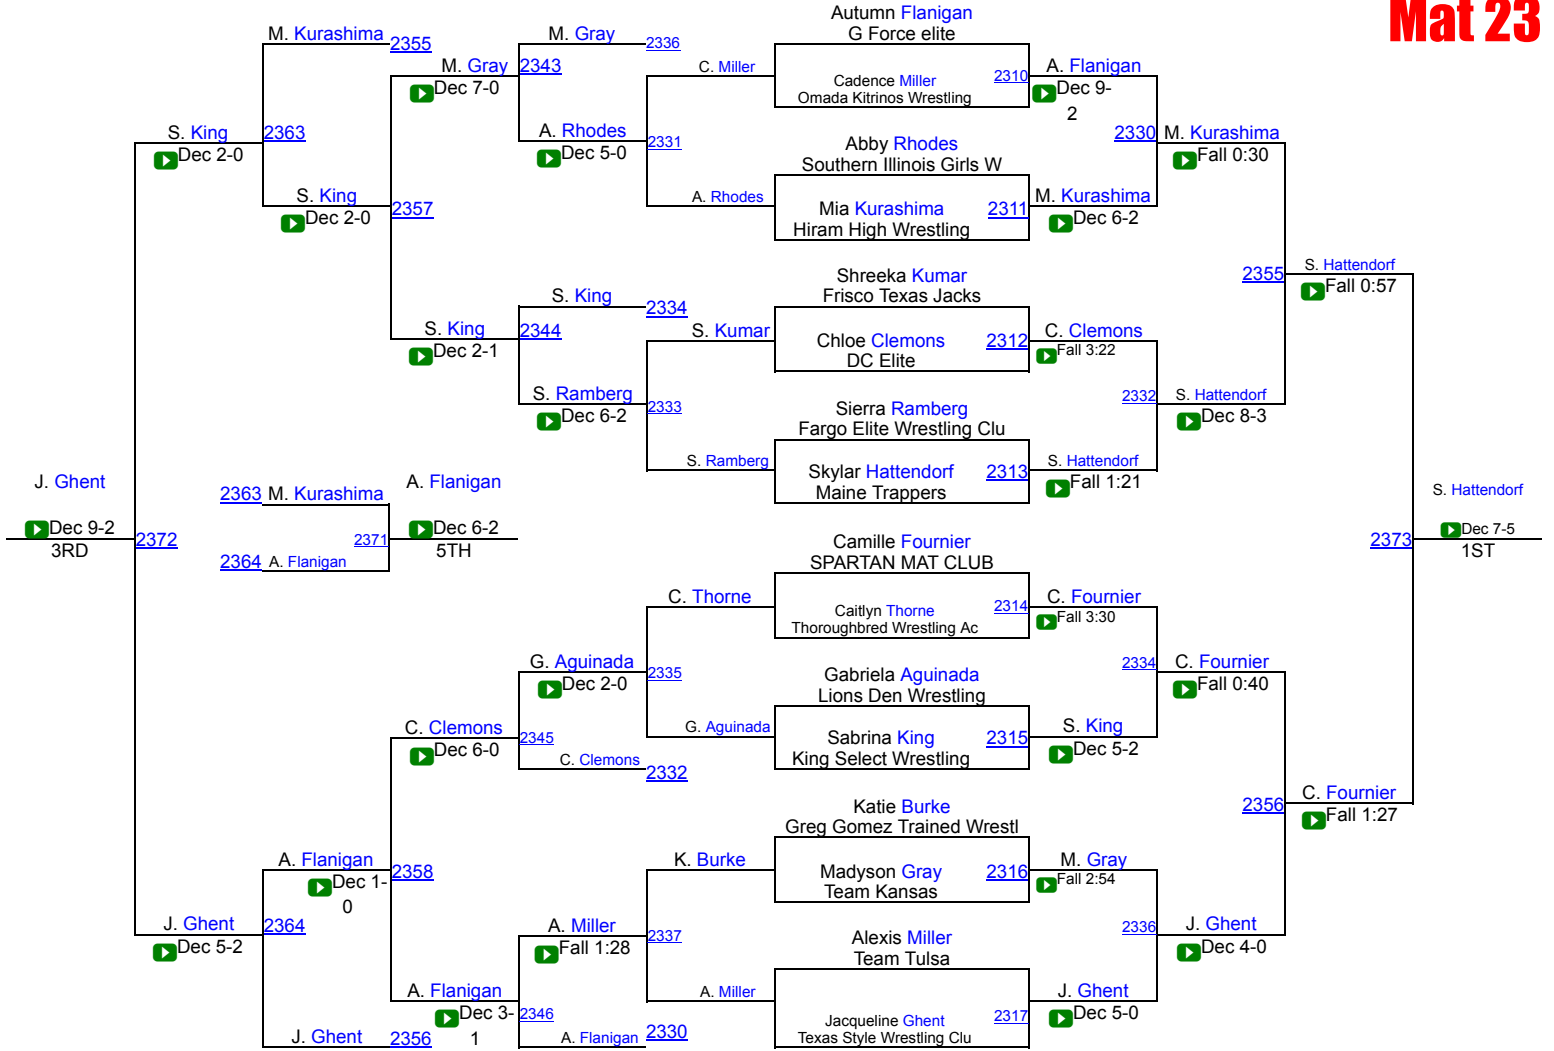 Mat 23
Autumn Flanigan
G Force elite
M. Kurashima 2355
M. Gray 2336
M. Gray 2343
Dec 7-0
C. Miller
Cadence Miller 2310
Omada Kitrinos Wrestling
A. Flanigan
Dec 9-
2
S. King 2363
Dec 2-0
A. Rhodes 2331
Dec 5-0
Abby Rhodes
Southern Illinois Girls W
2330 M. Kurashima
Fall 0:30
S. King 2357
Dec 2-0
A. Rhodes
Mia Kurashima 2311
Hiram High Wrestling
M. Kurashima
Dec 6-2
Shreeka Kumar
Frisco Texas Jacks
2355 S. Hattendorf
Fall 0:57
S. King 2334
S. King 2344
Dec 2-1
S. Kumar
Chloe Clemons 2312
DC Elite
C. Clemons
Fall 3:22
S. Ramberg 2333
Dec 6-2
Sierra Ramberg
Fargo Elite Wrestling Clu
2332 S. Hattendorf
Dec 8-3
S. Ramberg
Skylar Hattendorf 2313
Maine Trappers
S. Hattendorf
Fall 1:21
J. Ghent
Dec 9-2
3RD
2372
2363 M. Kurashima
2371
2364 A. Flanigan
A. Flanigan
Dec 6-2
5TH
S. Hattendorf
2373
Dec 7-5
1ST
Camille Fournier
SPARTAN MAT CLUB
C. Thorne
Caitlyn Thorne 2314
Thoroughbred Wrestling Ac
C. Fournier
Fall 3:30
G. Aguinada 2335
Dec 2-0
Gabriela Aguinada
Lions Den Wrestling
2334 C. Fournier
Fall 0:40
C. Clemons 2345
Dec 6-0
G. Aguinada
Sabrina King 2315
King Select Wrestling
S. King
Dec 5-2
C. Clemons 2332
Katie Burke
Greg Gomez Trained Wrestl
2356 C. Fournier
Fall 1:27
A. Flanigan 2358
Dec 1-
0
K. Burke
Madyson Gray 2316
Team Kansas
M. Gray
Fall 2:54
J. Ghent 2364
Dec 5-2
A. Miller 2337
Fall 1:28
Alexis Miller
Team Tulsa
2336 J. Ghent
Dec 4-0
A. Flanigan 2346
Dec 3-
1
A. Miller
Jacqueline Ghent 2317
Texas Style Wrestling Clu
J. Ghent
Dec 5-0
J. Ghent 2356
A. Flanigan 2330